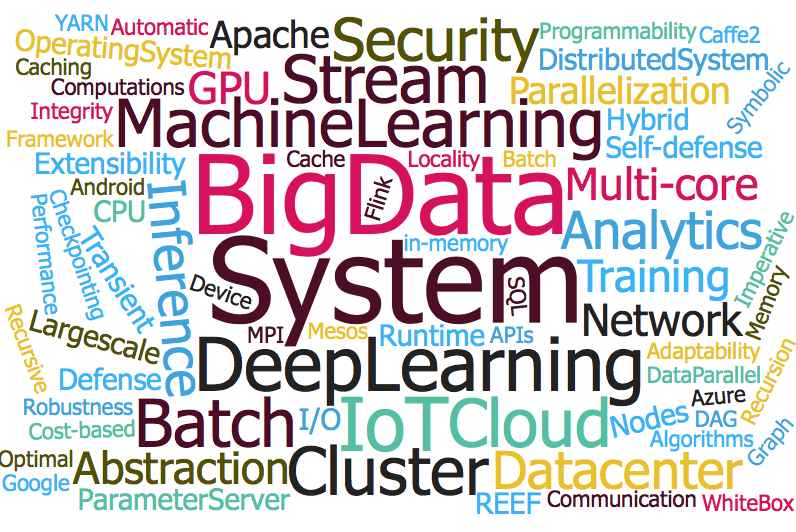 YARN
Automatic
Apache
Security
Programmability
Caffe2
OperatingSystem
Stream
DistributedSystem
Caching
Computations
GPU
Parallelization
Symbolic
Integrity
MachineLearning
Hybrid
Framework
Self-defense
Extensibility
Cache
Locality
Batch
Android
BigData
Flink
Multi-core
CPU
Inference
Checkpointing
Performance
Transient
in-memory
Analytics
System
Training
Imperative
Device
SQL
Memory
Recursive
Largescale
MPI
Mesos
Runtime
APIs
Network
DeepLearning
Adaptability
Defense
DataParallel
Recursion
Robustness
Batch
I/O
IoTCloud
Nodes
Azure
DAG
Cost-based
Algorithms
Graph
Optimal
Abstraction
Cluster
Datacenter
Google
ParameterServer
REEF
Communication
WhiteBox